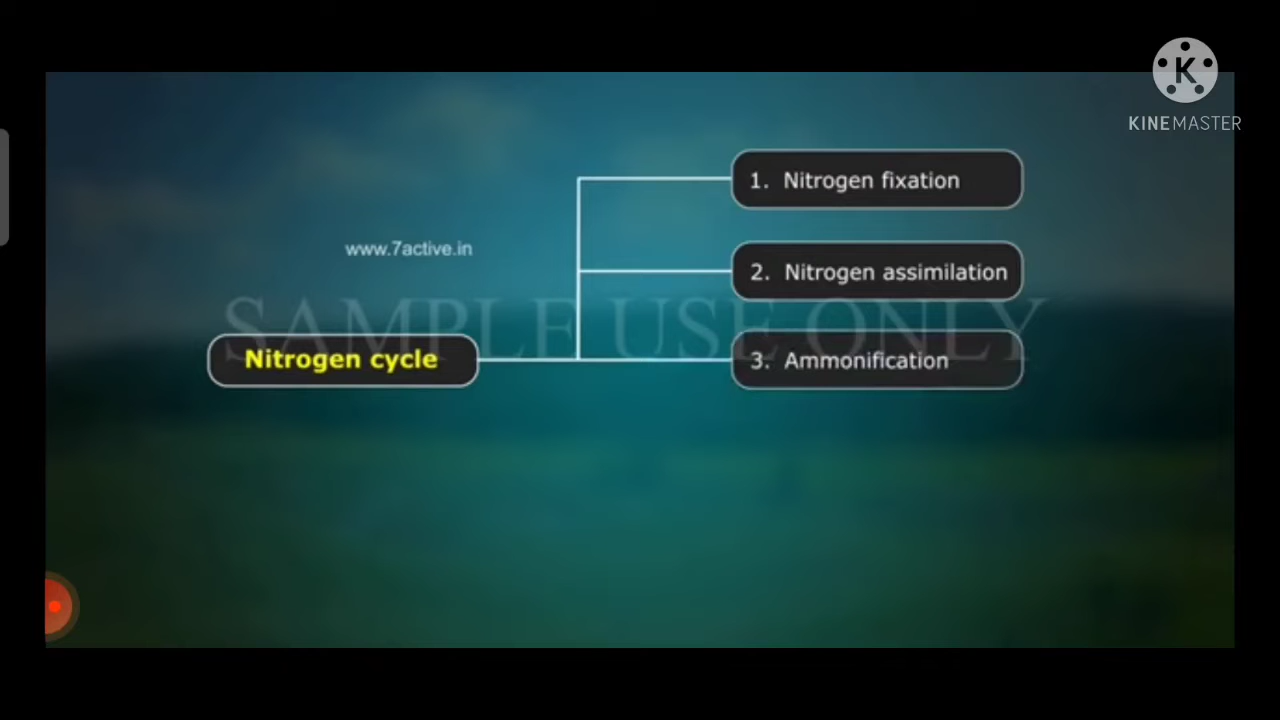 KINEMASTER
1. Nitrogen fixation
www.7active.in
2. Nitrogen assimilation
SAMPLE USE ONLY
Nitrogen cycle
3. Ammonification